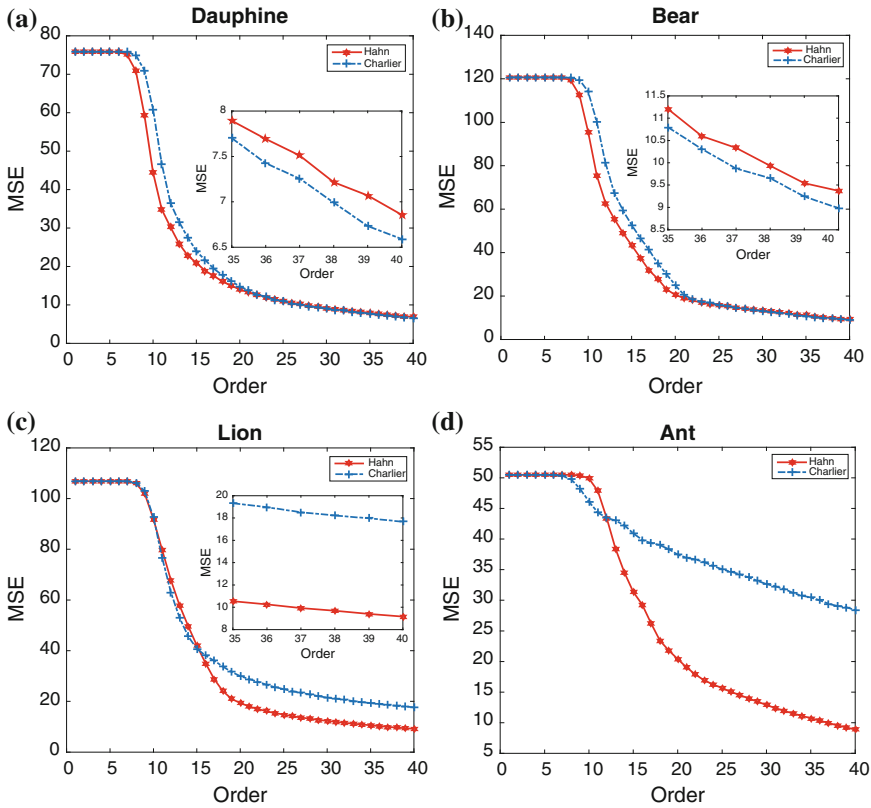 (a)
Dauphine
80
70
60
50
40
30
20
10
0
MSE
0 5 10 15 20 25 30 35 40
Order
Hahn
Charlier
8
7.5
7
6.5
MSE
35 36 37 38 39 40
Order
(b)
Bear
140
120
100
80
60
40
20
0
MSE
0 5 10 15 20 25 30 35 40
Order
Hahn
Charlier
11.5
11
10.5
10
9.5
9
8.5
MSE
35 36 37 38 39 40
Order
(c)
Lion
120
100
80
60
40
20
0
MSE
0 5 10 15 20 25 30 35 40
Order
Hahn
Charlier
20
18
16
14
12
10
8
MSE
35 36 37 38 39 40
Order
(d)
Ant
55
50
45
40
35
30
25
20
15
10
5
MSE
0 5 10 15 20 25 30 35 40
Order
Hahn
Charlier